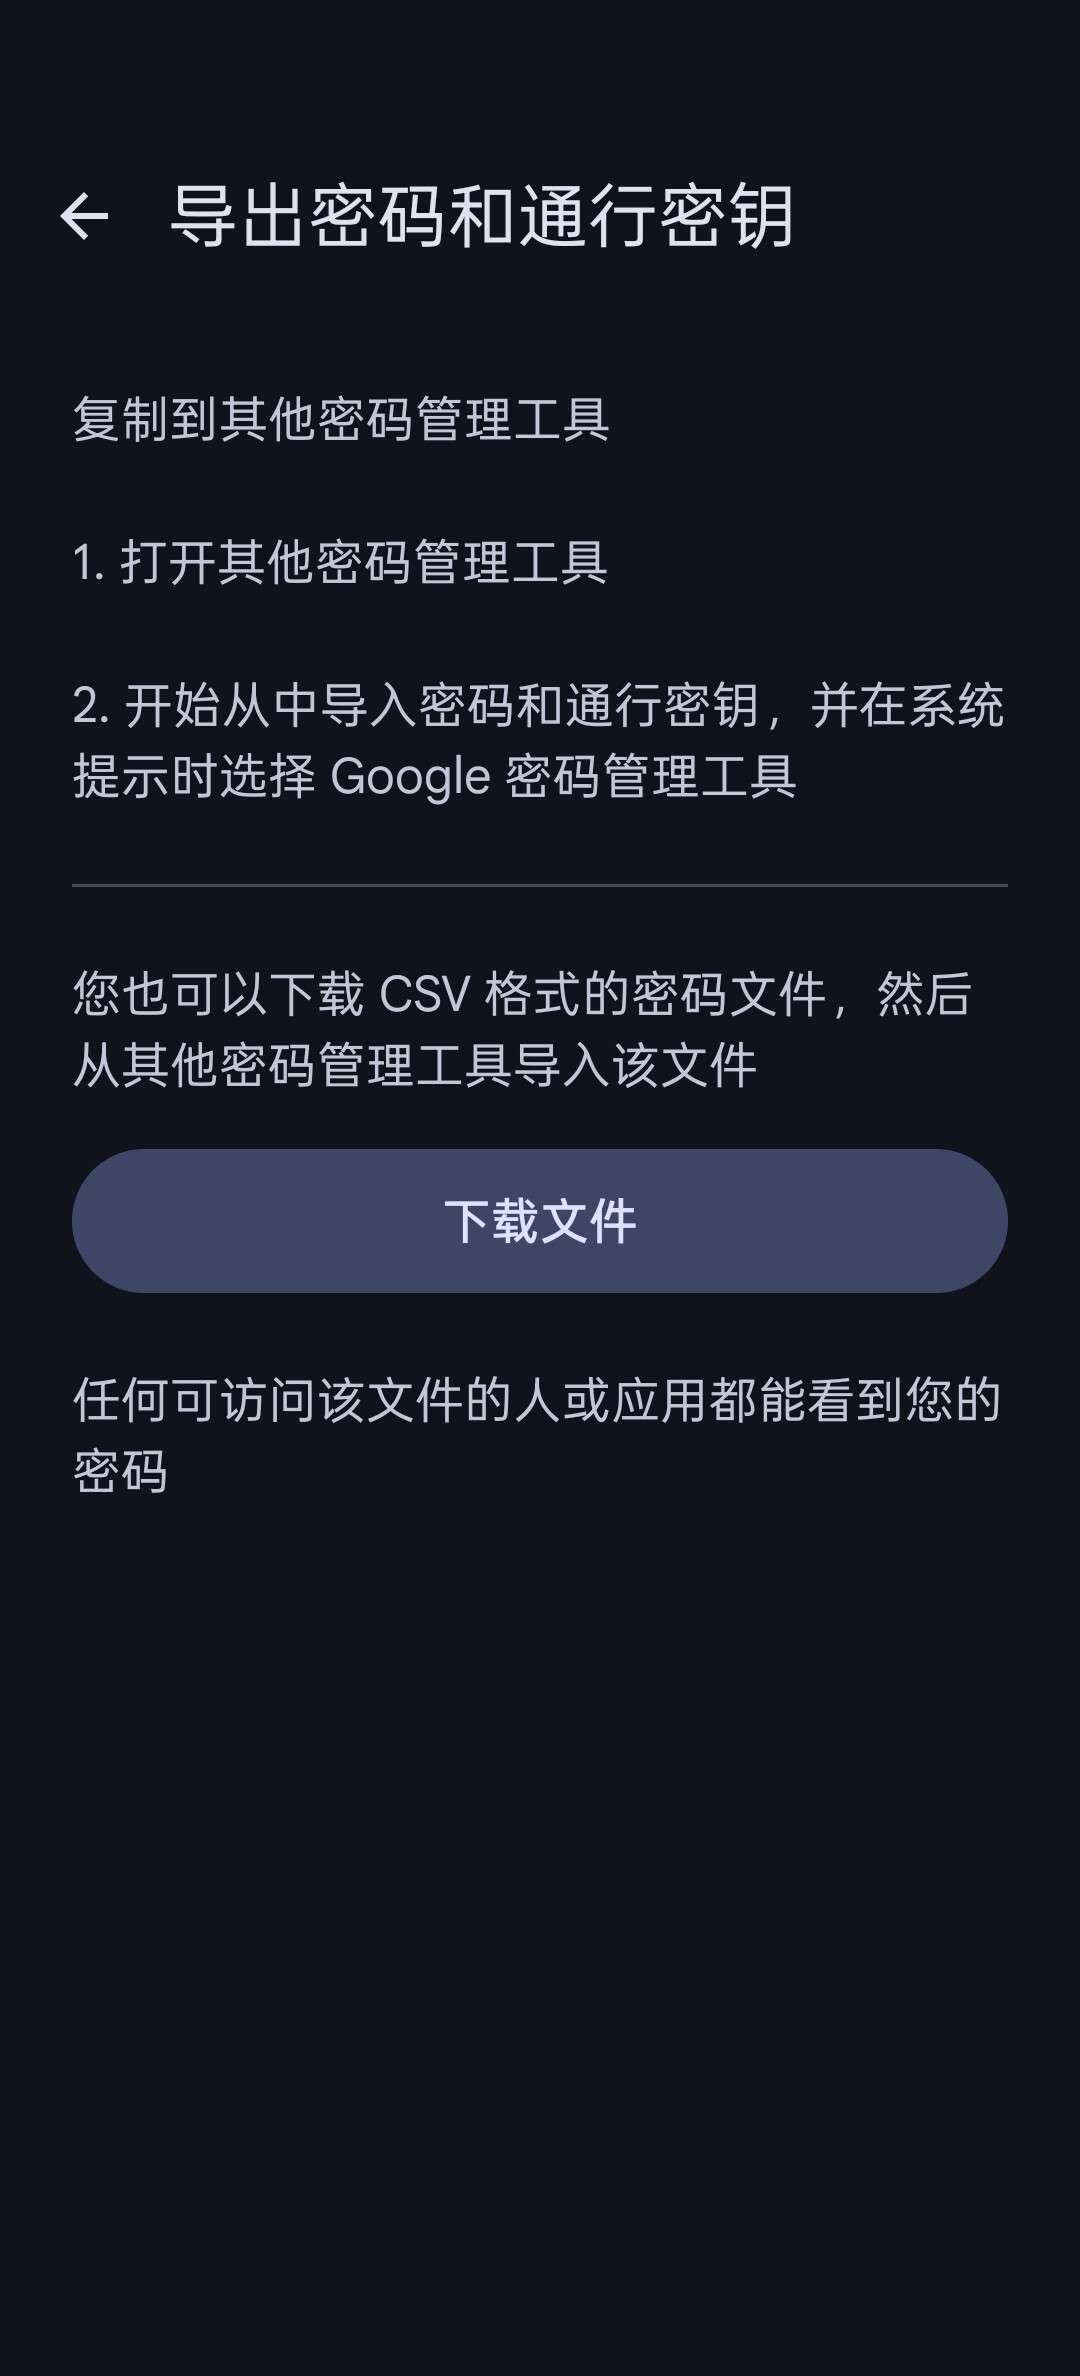 导出密码和通行密钥
复制到其他密码管理工具
1. 打开其他密码管理工具
2. 开始从中导入密码和通行密钥，并在系统
提示时选择 Google 密码管理工具
您也可以下载 CSV 格式的密码文件，然后
从其他密码管理工具导入该文件
下载文件
任何可访问该文件的人或应用都能看到您的
密码